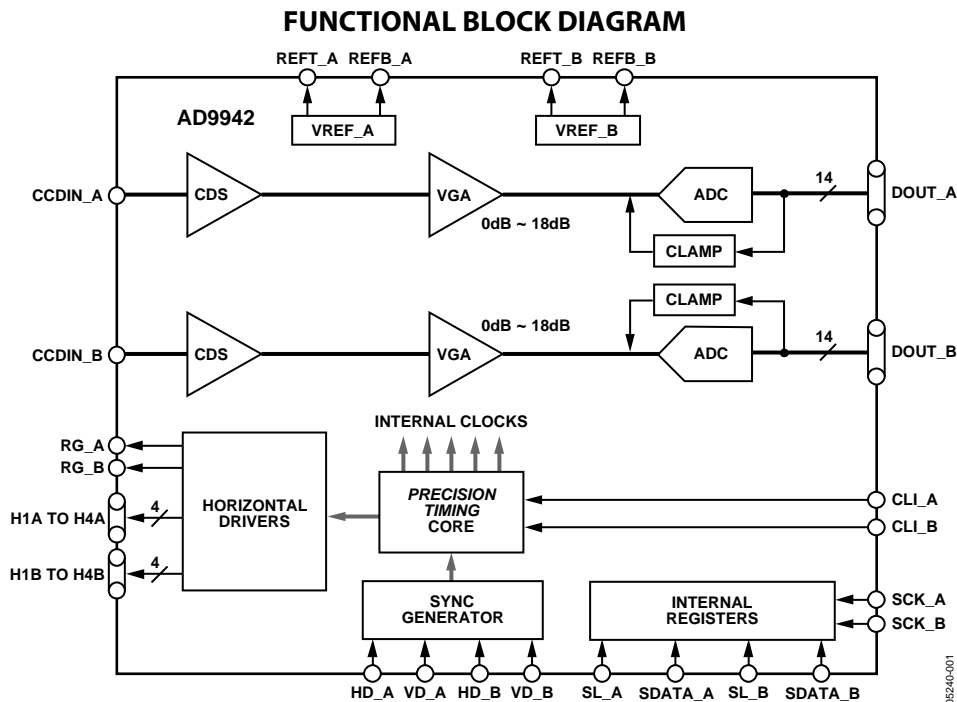 FUNCTIONAL BLOCK DIAGRAM
REFT_A REFB_A REFT_B REFB_B
AD9942
VREF_A VREF_B
CCDIN_A CDS VGA ADC 14 DOUT_A
0dB ~ 18dB
CLAMP
CLAMP
0dB ~ 18dB
CCDIN_B CDS VGA ADC 14 DOUT_B
INTERNAL CLOCKS
RG_A
RG_B
HORIZONTAL
DRIVERS
PRECISION
TIMING
CORE
CLI_A
CLI_B
H1A TO H4A 4
H1B TO H4B 4
SYNC
GENERATOR
INTERNAL
REGISTERS
SCK_A
SCK_B
HD_A VD_A HD_B VD_B SL_A SDATA_A SL_B SDATA_B
05240-001